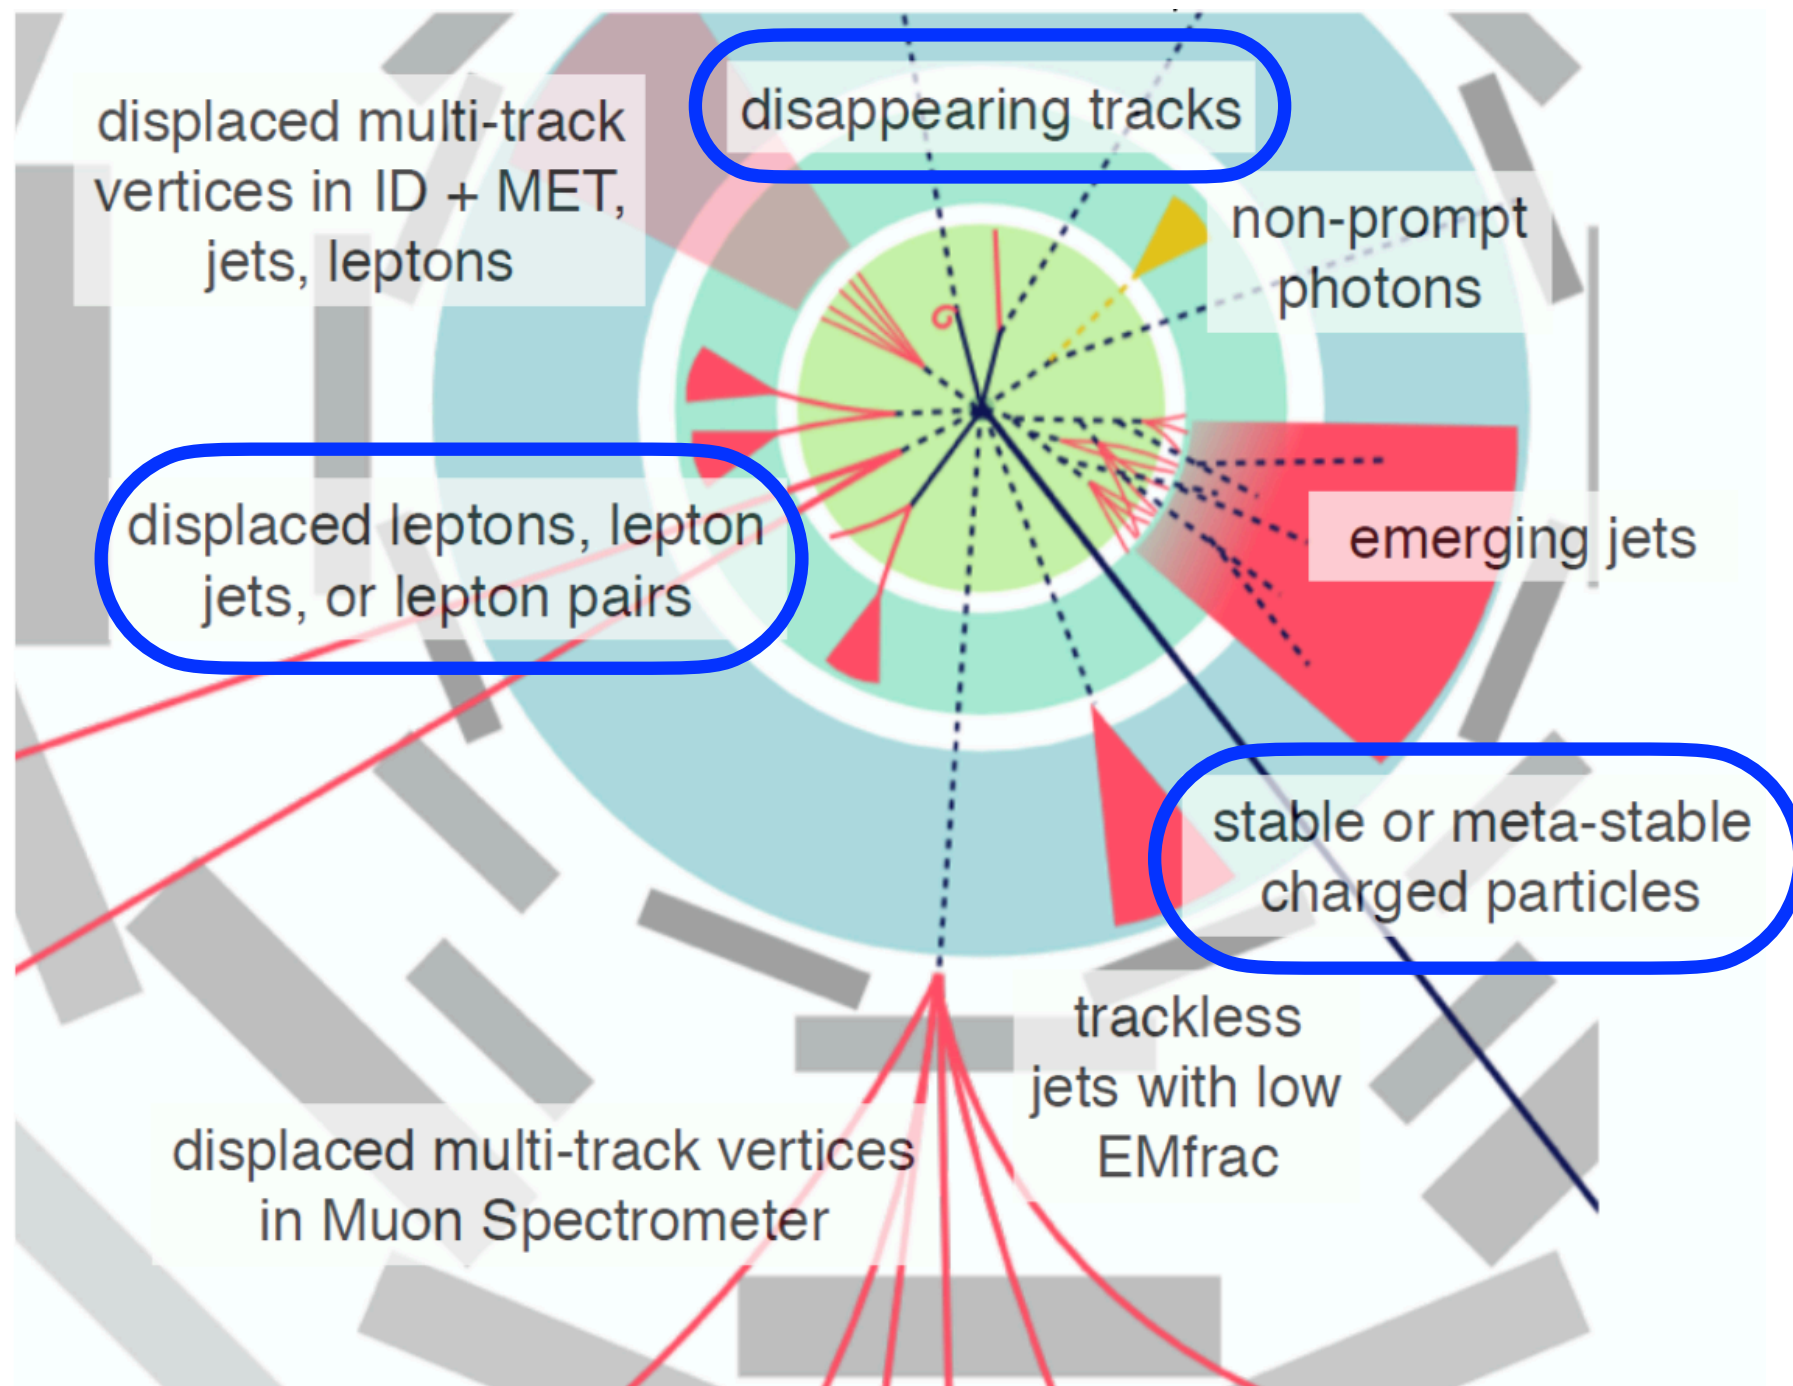 disappearing tracks
displaced multi-track
vertices in ID + MET,
jets, leptons
non-prompt
photons
displaced leptons, lepton
jets, or lepton pairs
emerging jets
stable or meta-stable
charged particles
trackless
jets with low
EMfrac
displaced multi-track vertices
in Muon Spectrometer